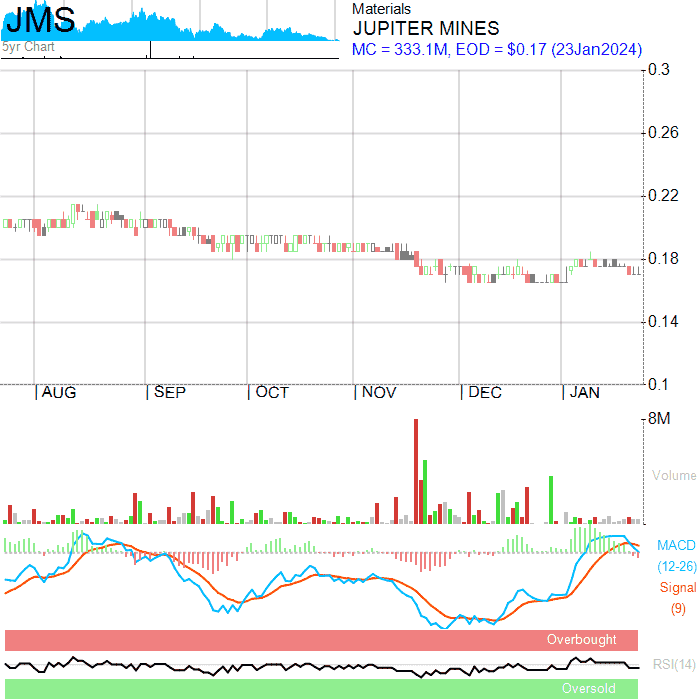 JMS
5yr Chart
Materials
JUPITER MINES
MC = 333.1M, EOD = $0.17 (23Jan2024)
0.3
0.26
0.22
0.18
0.14
0.1
AUG SEP OCT NOV DEC JAN
8M
Volume
MACD
(12-26)
Signal
(9)
Overbought
RSI(14)
Oversold